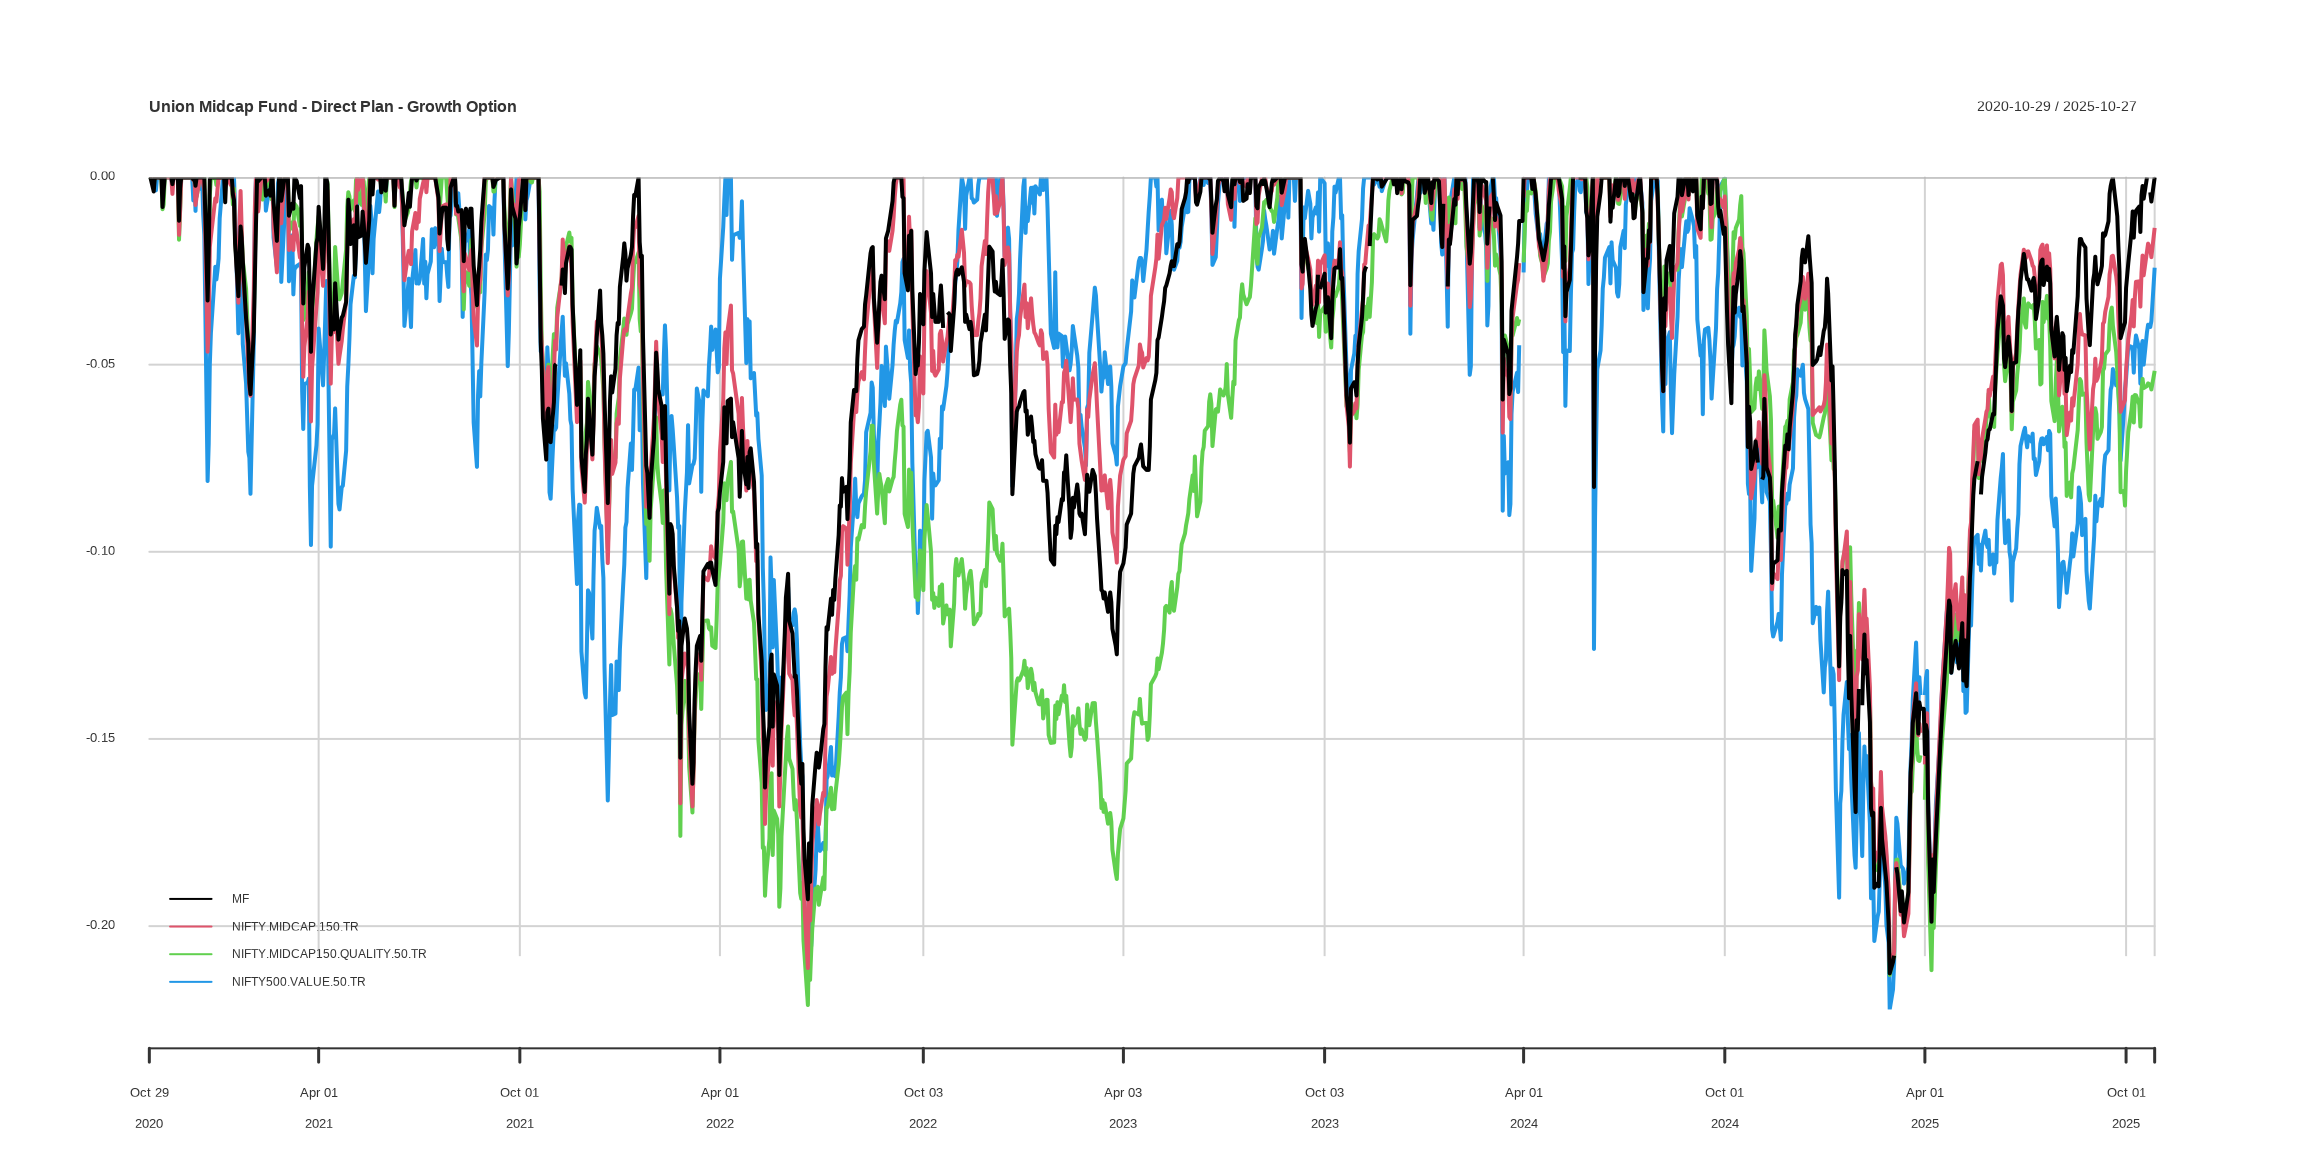 Union Midcap Fund - Direct Plan - Growth Option
2020-10-29 / 2025-10-27
0.00
-0.05
-0.10
-0.15
-0.20
MF
NIFTY.MIDCAP.150.TR
NIFTY.MIDCAP150.QUALITY.50.TR
NIFTY500.VALUE.50.TR
Oct 29 Apr 01 Oct 01 Apr 01 Oct 03 Apr 03 Oct 03 Apr 01 Oct 01 Apr 01 Oct 01
2020 2021 2021 2022 2022 2023 2023 2024 2024 2025 2025